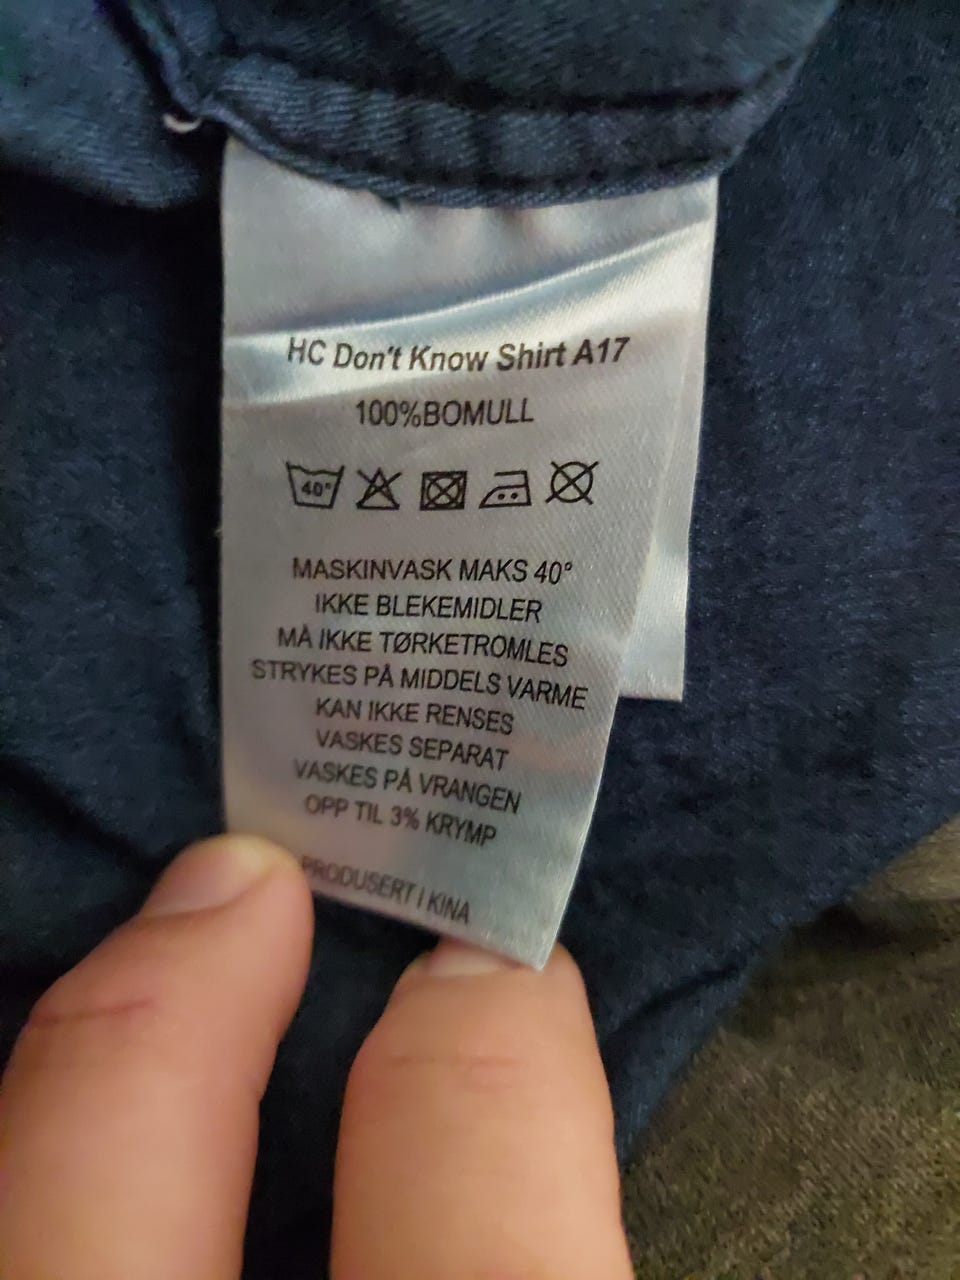 HC Don't Know Shirt A17
100%BOMULL
40°
MASKINVASK MAKS 40°
IKKE BLEKEMIDLER
MÅ IKKE TØRKETROMLES
STRYKES PÅ MIDDELS VARME
KAN IKKE RENSES
VASKES SEPARAT
VASKES PÅ VRANGEN
OPP TIL 3% KRYMP
PRODUSERT I KINA